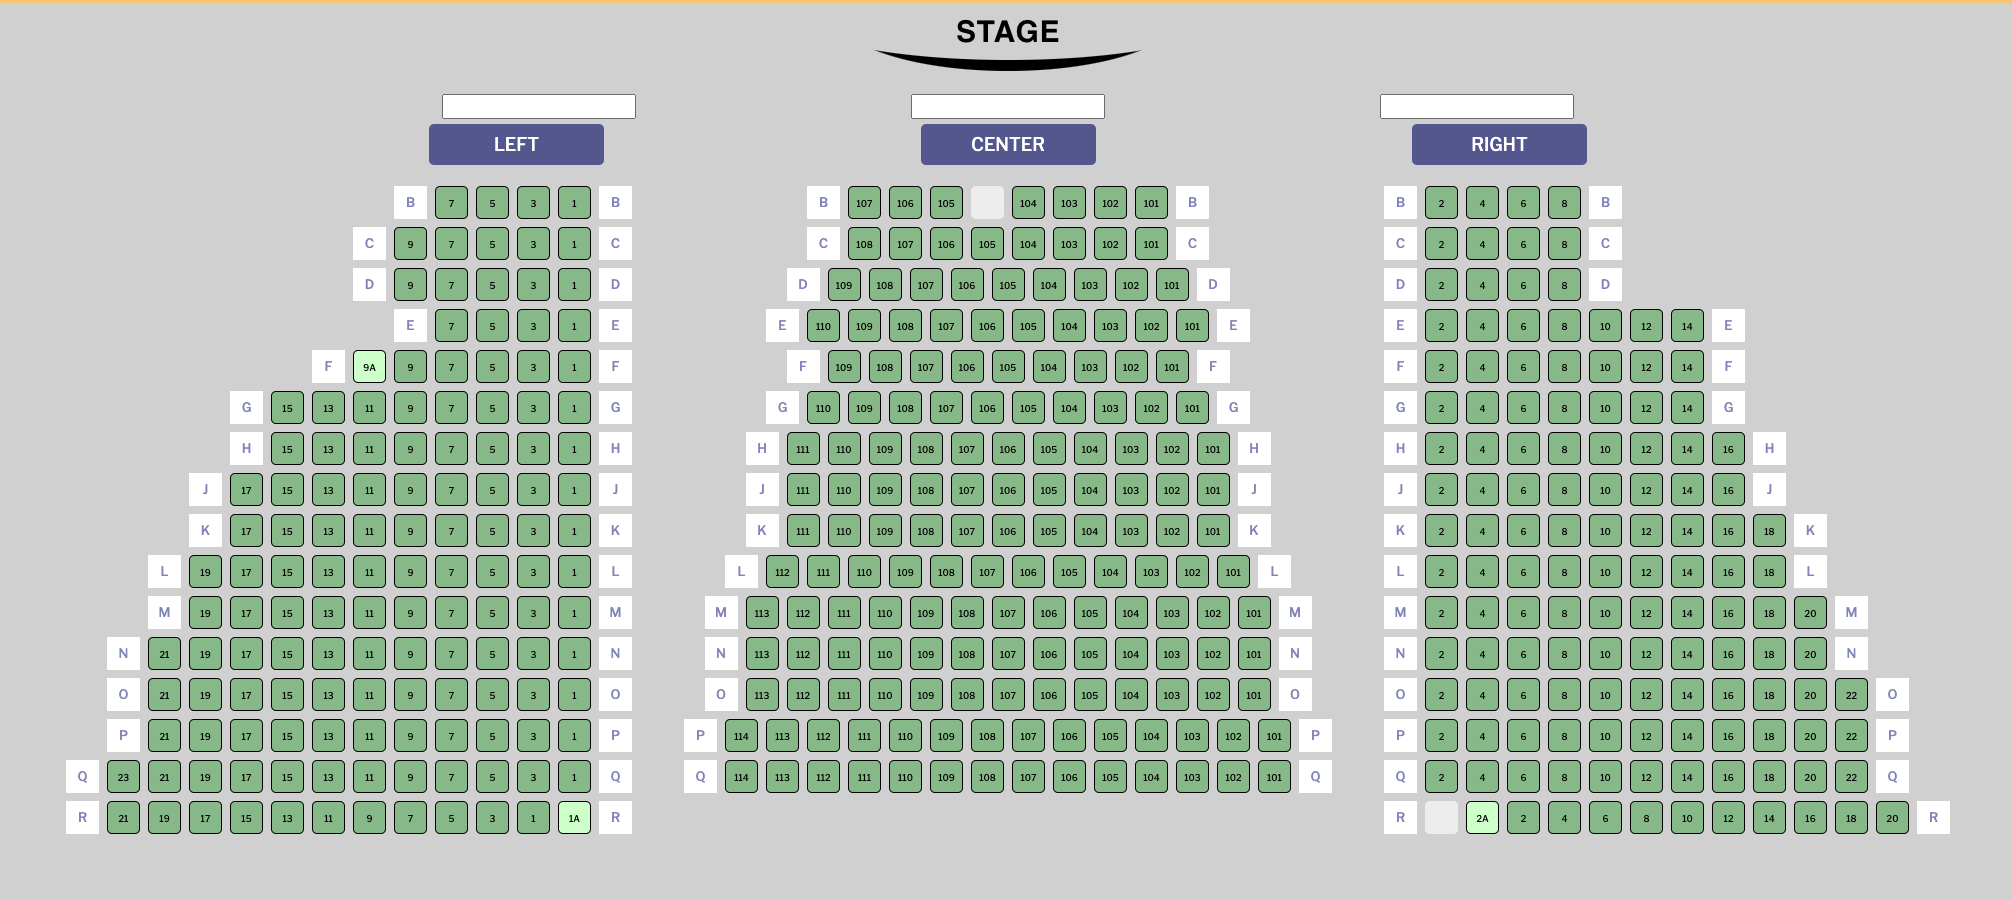 STAGE
LEFT CENTER RIGHT
B 7 5 3 1 B B 107 106 105 104 103 102 101 B B 2 4 6 8 B
C 9 7 5 3 1 C C 108 107 106 105 104 103 102 101 C C 2 4 6 8 C
D 9 7 5 3 1 D D 109 108 107 106 105 104 103 102 101 D D 2 4 6 8 D
E 7 5 3 1 E E 110 109 108 107 106 105 104 103 102 101 E E 2 4 6 8 10 12 14 E
F 9A 9 7 5 3 1 F F 109 108 107 106 105 104 103 102 101 F F 2 4 6 8 10 12 14 F
G 15 13 11 9 7 5 3 1 G G 110 109 108 107 106 105 104 103 102 101 G G 2 4 6 8 10 12 14 G
H 15 13 11 9 7 5 3 1 H H 111 110 109 108 107 106 105 104 103 102 101 H H 2 4 6 8 10 12 14 16 H
J 17 15 13 11 9 7 5 3 1 J J 111 110 109 108 107 106 105 104 103 102 101 J J 2 4 6 8 10 12 14 16 J
K 17 15 13 11 9 7 5 3 1 K K 111 110 109 108 107 106 105 104 103 102 101 K K 2 4 6 8 10 12 14 16 18 K
L 19 17 15 13 11 9 7 5 3 1 L L 112 111 110 109 108 107 106 105 104 103 102 101 L L 2 4 6 8 10 12 14 16 18 L
M 19 17 15 13 11 9 7 5 3 1 M M 113 112 111 110 109 108 107 106 105 104 103 102 101 M M 2 4 6 8 10 12 14 16 18 20 M
N 21 19 17 15 13 11 9 7 5 3 1 N N 113 112 111 110 109 108 107 106 105 104 103 102 101 N N 2 4 6 8 10 12 14 16 18 20 N
O 21 19 17 15 13 11 9 7 5 3 1 O O 113 112 111 110 109 108 107 106 105 104 103 102 101 O O 2 4 6 8 10 12 14 16 18 20 22 O
P 21 19 17 15 13 11 9 7 5 3 1 P P 114 113 112 111 110 109 108 107 106 105 104 103 102 101 P P 2 4 6 8 10 12 14 16 18 20 22 P
Q 23 21 19 17 15 13 11 9 7 5 3 1 Q Q 114 113 112 111 110 109 108 107 106 105 104 103 102 101 Q Q 2 4 6 8 10 12 14 16 18 20 22 Q
R 21 19 17 15 13 11 9 7 5 3 1 1A R R 2A 2 4 6 8 10 12 14 16 18 20 R